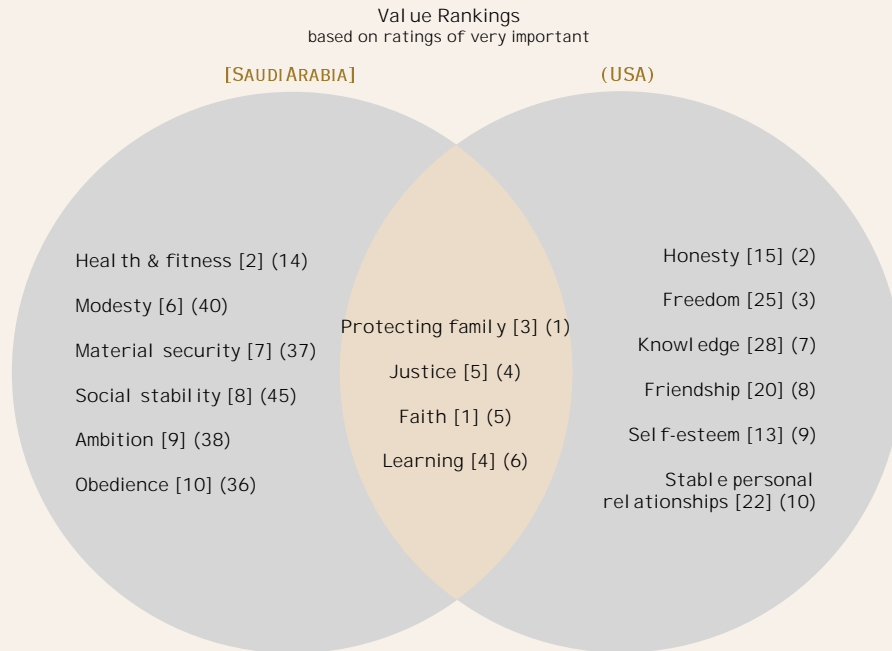 Value Rankings
based on ratings of very important
[SAUDI ARABIA]
(USA)
Health & fitness [2] (14)
Modesty [6] (40)
Material security [7] (37)
Social stability [8] (45)
Ambition [9] (38)
Obedience [10] (36)
Protecting family [3] (1)
Justice [5] (4)
Faith [1] (5)
Learning [4] (6)
Honesty [15] (2)
Freedom [25] (3)
Knowledge [28] (7)
Friendship [20] (8)
Self-esteem [13] (9)
Stable personal
relationships [22] (10)